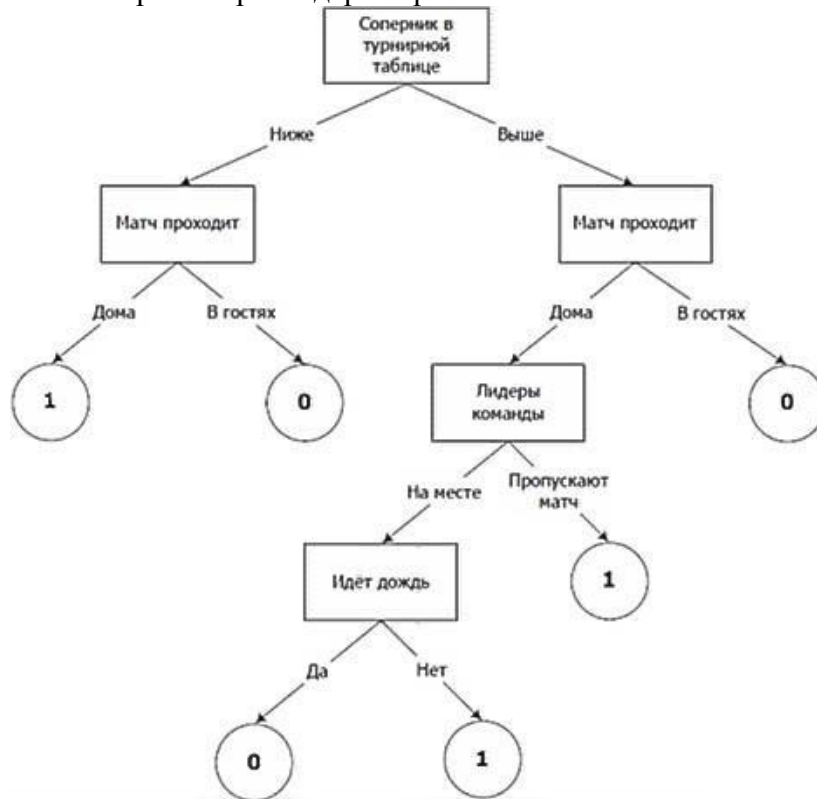 Соперник в
турнирной
таблице
Ниже
Выше
Матч проходит
Матч проходит
Дома
В гостях
Дома
В гостях
1
0
Лидеры
команды
0
На месте
Пропускают
матч
Идёт дождь
1
Да
Нет
0
1